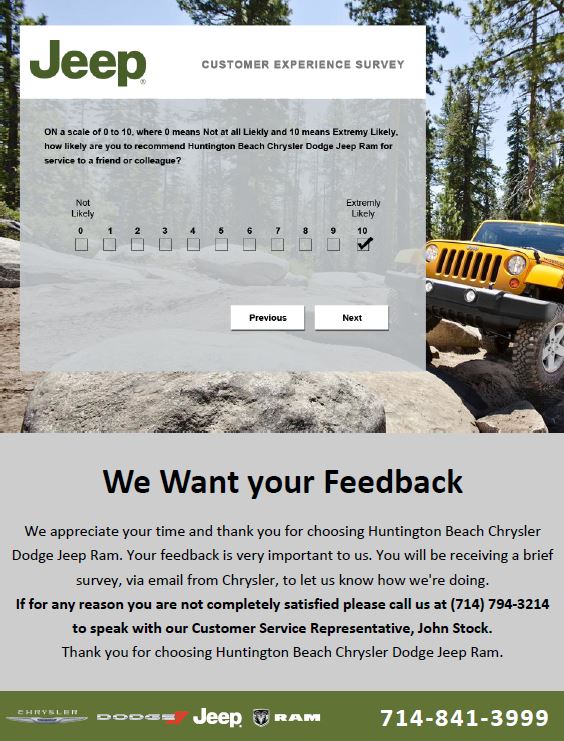 Jeep®
CUSTOMER EXPERIENCE SURVEY
ON a scale of 0 to 10, where 0 means Not at all Liekly and 10 means Extremy Likely,
how likely are you to recommend Huntington Beach Chrysler Dodge Jeep Ram for
service to a friend or colleague?
Not Likely
Extremly Likely
0 1 2 3 4 5 6 7 8 9 10
Previous Next
We Want your Feedback
We appreciate your time and thank you for choosing Huntington Beach Chrysler
Dodge Jeep Ram. Your feedback is very important to us. You will be receiving a brief
survey, via email from Chrysler, to let us know how we're doing.
If for any reason you are not completely satisfied please call us at (714) 794-3214
to speak with our Customer Service Representative, John Stock.
Thank you for choosing Huntington Beach Chrysler Dodge Jeep Ram.
CHRYSLER DODGE Jeep RAM 714-841-3999